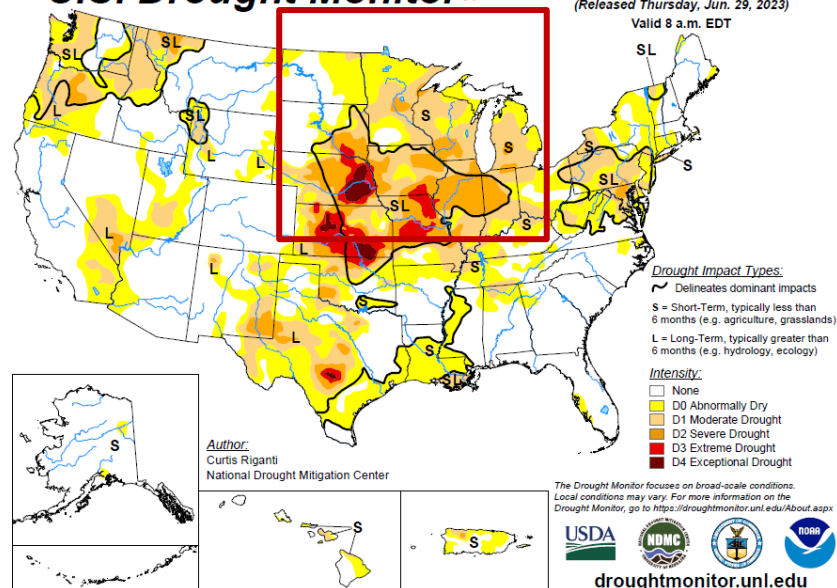 U.S. Drought Monitor
(Released Thursday, Jun. 29, 2023)
Valid 8 a.m. EDT
SL
SL
SL
L
SL
L
L
S
S
S
SL
S
SL
S
L
L
S
L
L
S
S
S
SL
Drought Impact Types:
Delineates dominant impacts
S = Short-Term, typically less than
6 months (e.g. agriculture, grasslands)
L = Long-Term, typically greater than
6 months (e.g. hydrology, ecology)
Intensity:
None
D0 Abnormally Dry
D1 Moderate Drought
D2 Severe Drought
D3 Extreme Drought
D4 Exceptional Drought
S
Author:
Curtis Riganti
National Drought Mitigation Center
S
S
The Drought Monitor focuses on broad-scale conditions.
Local conditions may vary. For more information on the
Drought Monitor, go to https://droughtmonitor.unl.edu/About.aspx
USDA
NDMC
NOAA
droughtmonitor.unl.edu